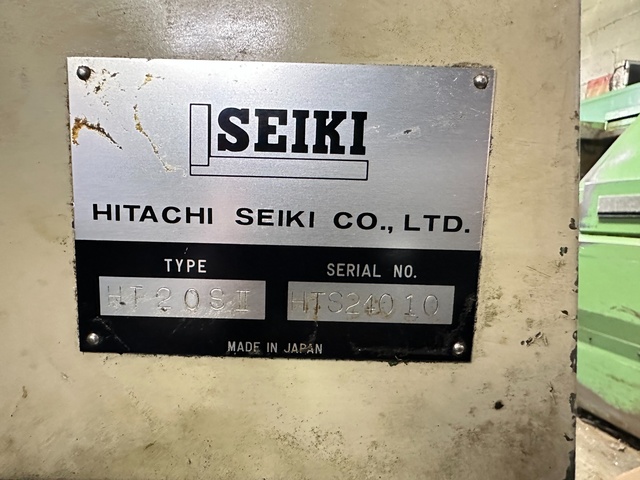 SEIKI
HITACHI SEIKI CO., LTD.
TYPE SERIAL NO.
HT20SII HTS24010
MADE IN JAPAN